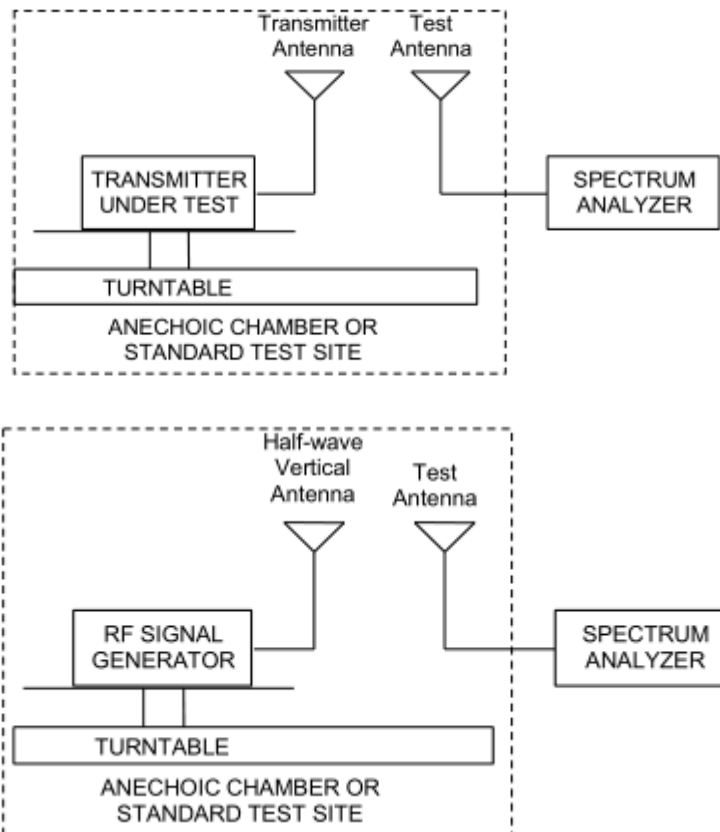 Transmitter
Antenna
Test
Antenna
TRANSMITTER
UNDER TEST
SPECTRUM
ANALYZER
TURNTABLE
ANECHOIC CHAMBER OR
STANDARD TEST SITE
Half-wave
Vertical
Antenna
Test
Antenna
RF SIGNAL
GENERATOR
SPECTRUM
ANALYZER
TURNTABLE
ANECHOIC CHAMBER OR
STANDARD TEST SITE